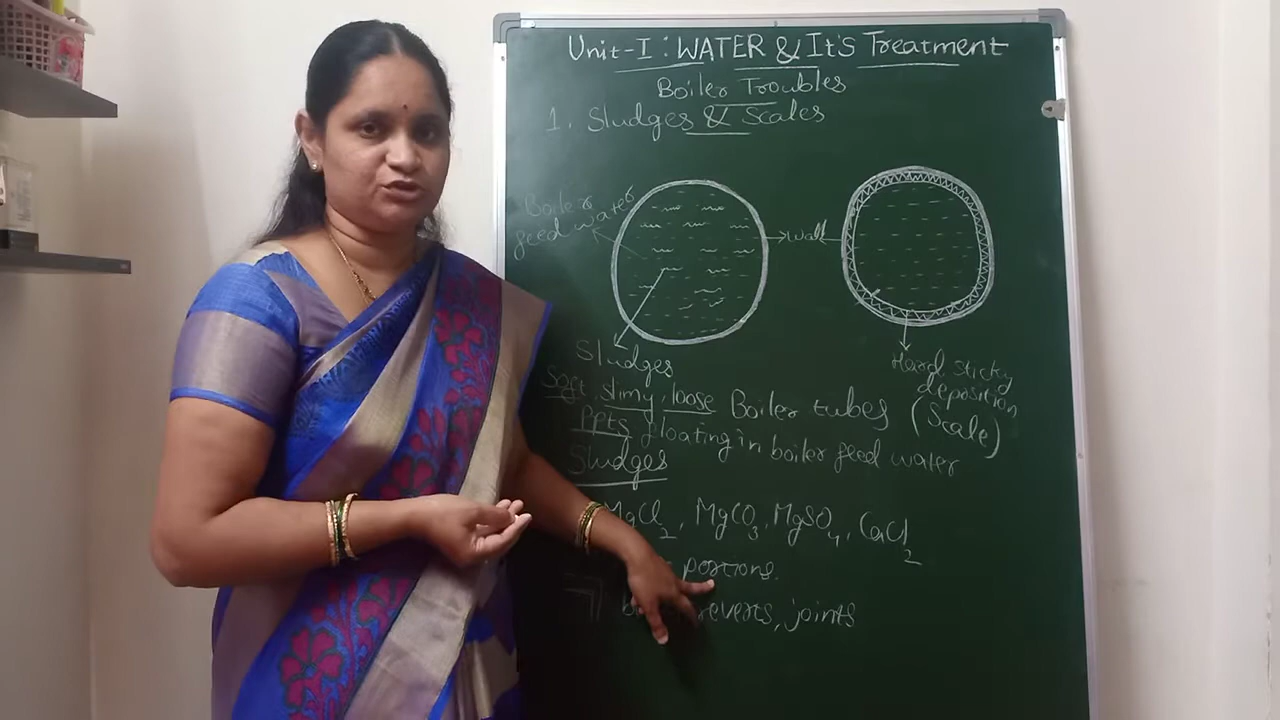 Unit-I: WATER & It's Treatment
Boiler Troubles
1. Sludges & Scales
Boiler
feed water
wall
Sludges
Hard sticky
deposition
(Scale)
Soft, slimy, loose Boiler tubes
ppts floating in boiler feed water
Sludges
MgCl2, MgCO3, MgSO4, CaCl2
portions.
reverts, joints